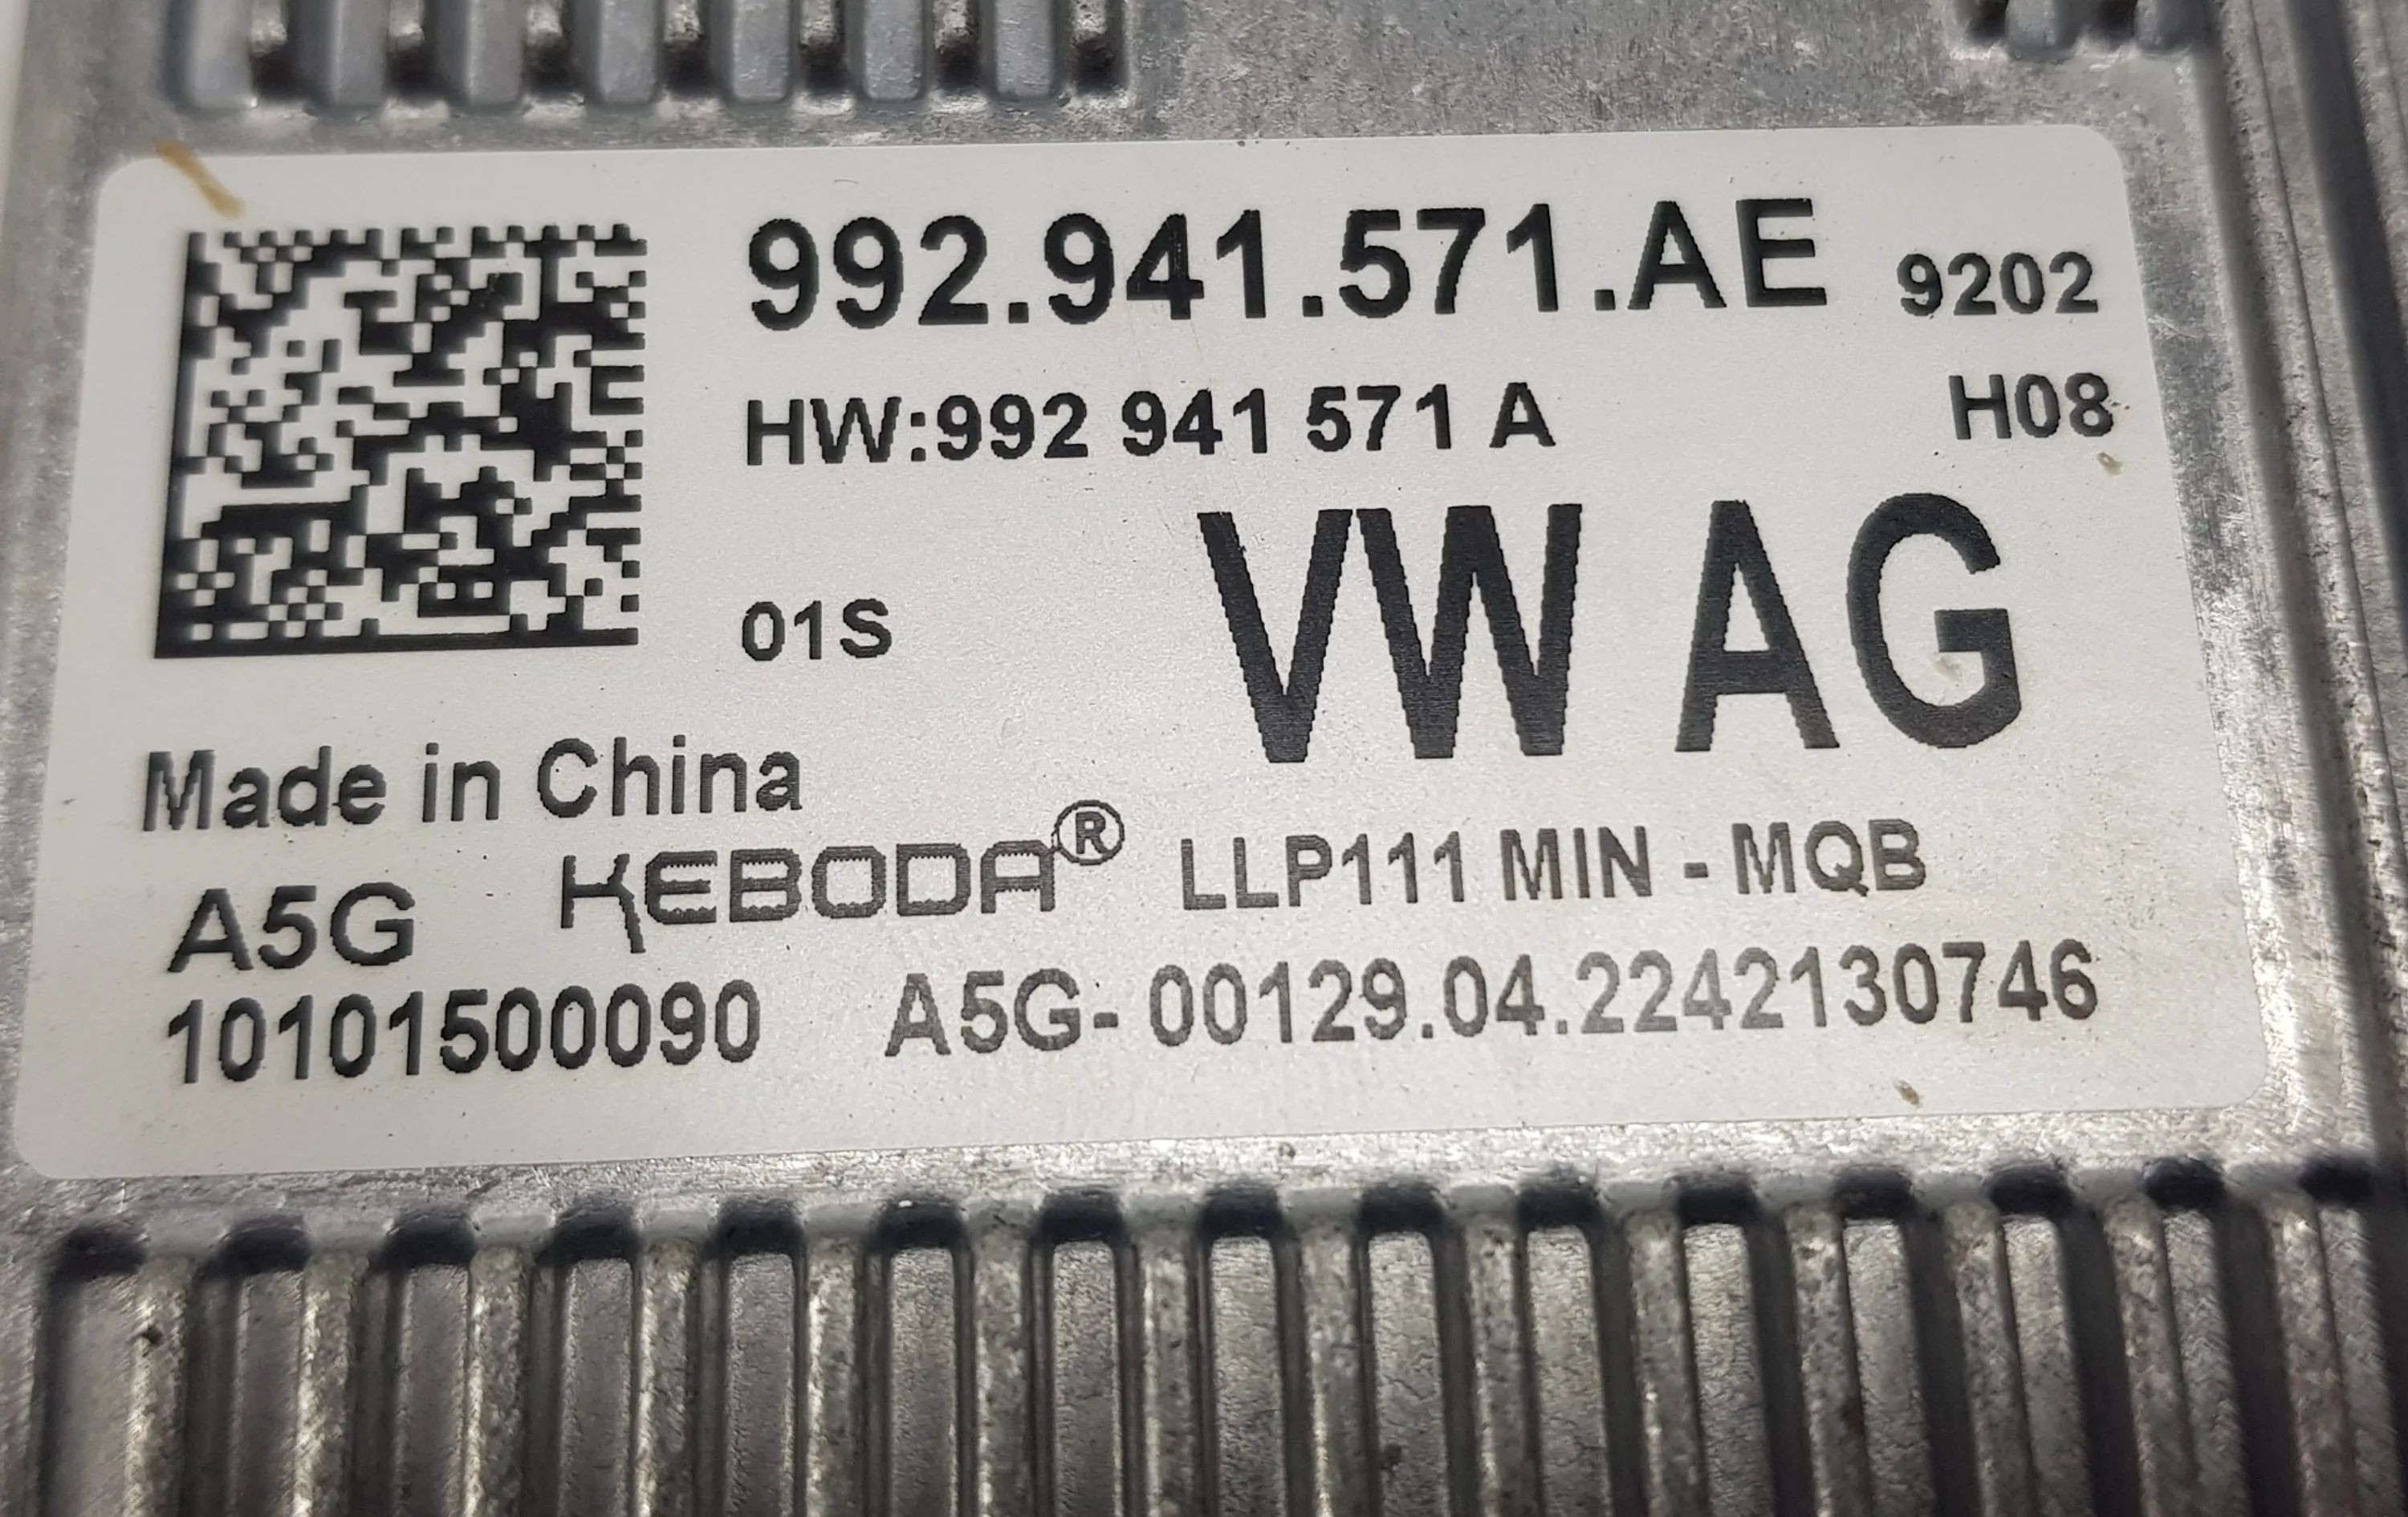 992.941.571.AE 9202
HW:992 941 571 A H08
01S VW AG
Made in China
A5G KEBODA® LLP111 MIN - MQB
10101500090 A5G- 00129.04.2242130746